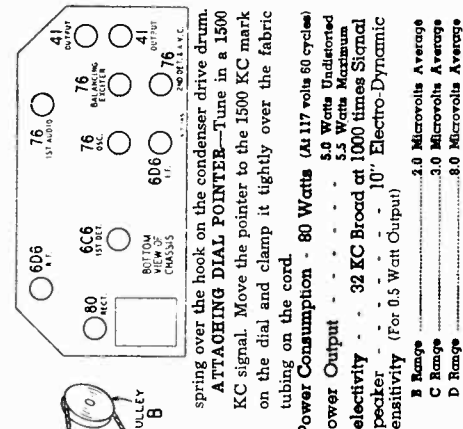 41
OUTPUT
41
OUTPUT
76
BALANCING
EXCITER
76
2ND DET. & A.V.C.
76
1ST AUDIO
76
OSC.
6D6
I.F.
6D6
R.F.
6C6
1ST DET.
BOTTOM
VIEW OF
CHASSIS
80
RECT.
ULLEY
B
spring over the hook on the condenser drive drum.
ATTACHING DIAL POINTER—Tune in a 1500
KC signal. Move the pointer to the 1500 KC mark
on the dial and clamp it tightly over the fabric
tubing on the cord.
Power Consumption - 80 Watts (At 117 volts 60 cycles)
ower Output - - - - - 5.0 Watts Undistorted
5.5 Watts Maximum
electivity - - 32 KC Broad at 1000 times Signal
peaker - - - - - 10" Electro-Dynamic
ensitivity (For 0.5 Watt Output)
B Range 2.0 Microvolts Average
C Range 3.0 Microvolts Average
D Range 8.0 Microvolts Average